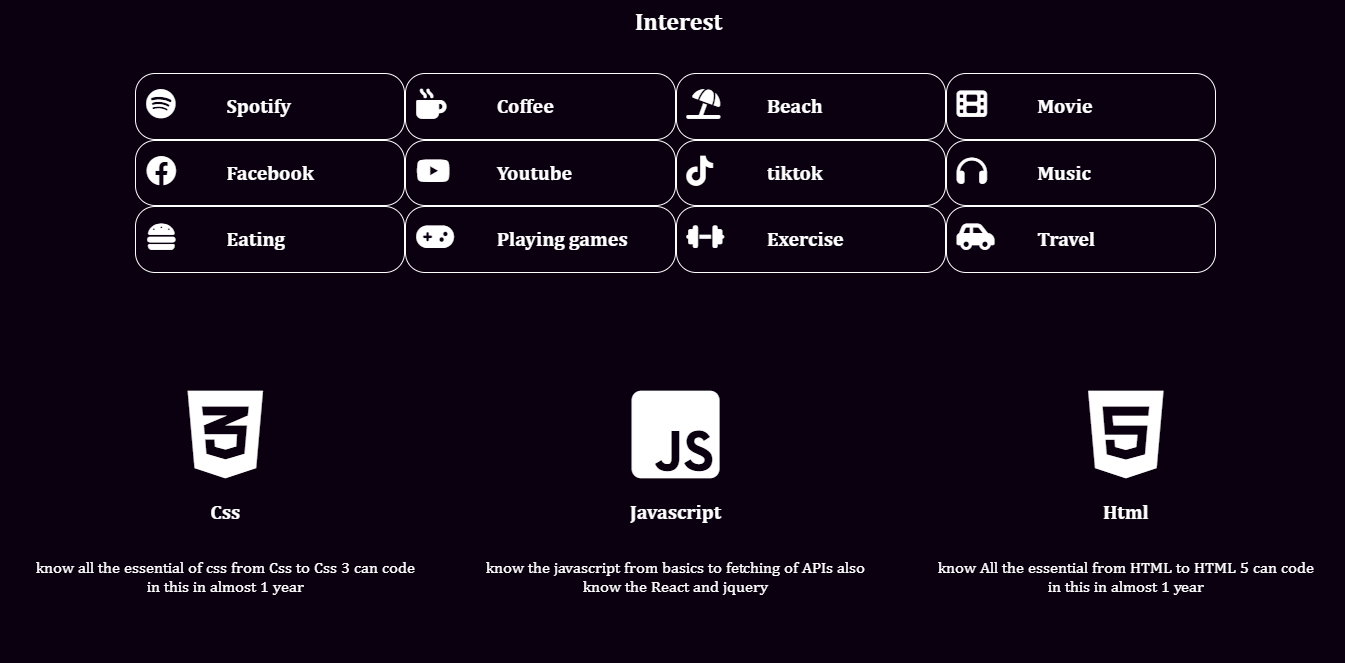 Interest
Spotify
Coffee
Beach
Movie
Facebook
Youtube
tiktok
Music
Eating
Playing games
Exercise
Travel
JS
Css
Javascript
Html
know all the essential of css from Css to Css 3 can code
in this in almost 1 year
know the javascript from basics to fetching of APIs also
know the React and jquery
know All the essential from HTML to HTML 5 can code
in this in almost 1 year